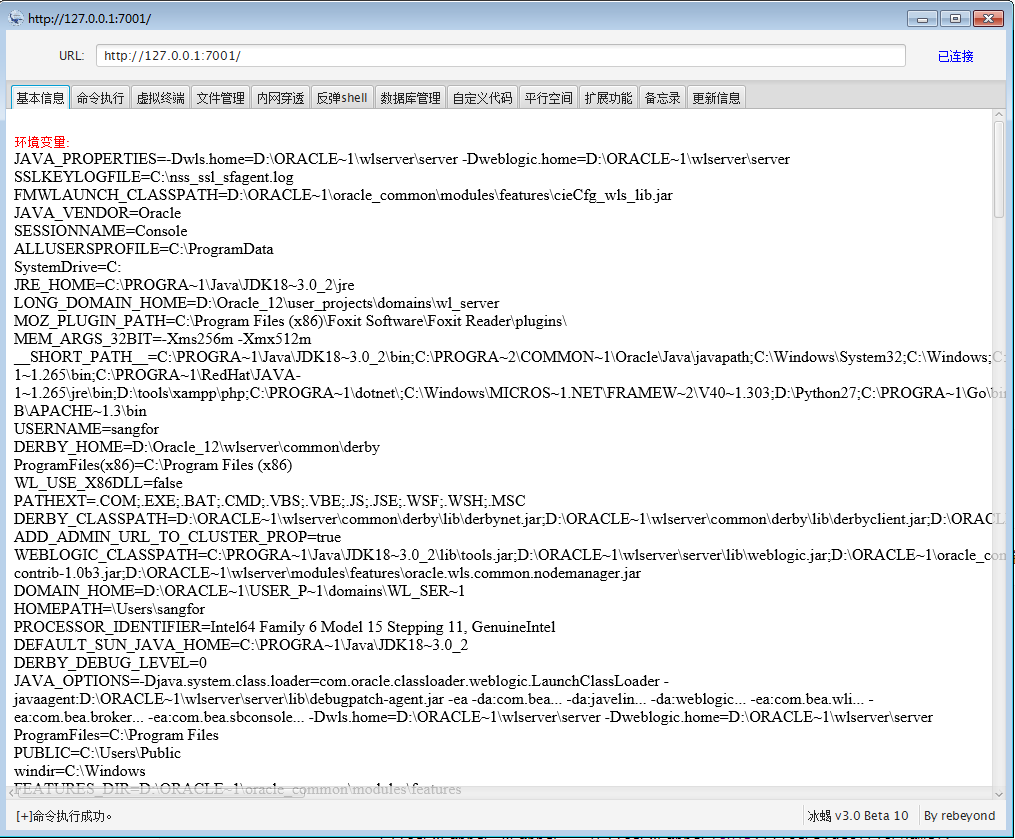 http://127.0.0.1:7001/
URL: http://127.0.0.1:7001/ 已连接
基本信息 命令执行 虚拟终端 文件管理 内网穿透 反弹shell 数据库管理 自定义代码 平行空间 扩展功能 备忘录 更新信息
环境变量:
JAVA_PROPERTIES=-Dwls.home=D:\ORACLE~1\wlserver\server -Dweblogic.home=D:\ORACLE~1\wlserver\server
SSLKEYLOGFILE=C:\nss_ssl_sfagent.log
FMWLAUNCH_CLASSPATH=D:\ORACLE~1\oracle_common\modules\features\cieCfg_wls_lib.jar
JAVA_VENDOR=Oracle
SESSIONNAME=Console
ALLUSERSPROFILE=C:\ProgramData
SystemDrive=C:
JRE_HOME=C:\PROGRA~1\Java\JDK18~3.0_2\jre
LONG_DOMAIN_HOME=D:\Oracle_12\user_projects\domains\wl_server
MOZ_PLUGIN_PATH=C:\Program Files (x86)\Foxit Software\Foxit Reader\plugins\
MEM_ARGS_32BIT=-Xms256m -Xmx512m
__SHORT_PATH__=C:\PROGRA~1\Java\JDK18~3.0_2\bin;C:\PROGRA~2\COMMON~1\Oracle\Java\javapath;C:\Windows\System32;C:\Windows;C:
1~1.265\bin;C:\PROGRA~1\RedHat\JAVA-
1~1.265\jre\bin;D:\tools\xampp\php;C:\PROGRA~1\dotnet\;C:\Windows\MICROS~1.NET\FRAMEW~2\V40~1.303;D:\Python27;C:\PROGRA~1\Go\bin
B\APACHE~1.3\bin
USERNAME=sangfor
DERBY_HOME=D:\Oracle_12\wlserver\common\derby
ProgramFiles(x86)=C:\Program Files (x86)
WL_USE_X86DLL=false
PATHEXT=.COM;.EXE;.BAT;.CMD;.VBS;.VBE;.JS;.JSE;.WSF;.WSH;.MSC
DERBY_CLASSPATH=D:\ORACLE~1\wlserver\common\derby\lib\derbynet.jar;D:\ORACLE~1\wlserver\common\derby\lib\derbyclient.jar;D:\ORACL
ADD_ADMIN_URL_TO_CLUSTER_PROP=true
WEBLOGIC_CLASSPATH=C:\PROGRA~1\Java\JDK18~3.0_2\lib\tools.jar;D:\ORACLE~1\wlserver\server\lib\weblogic.jar;D:\ORACLE~1\oracle_com
contrib-1.0b3.jar;D:\ORACLE~1\wlserver\modules\features\oracle.wls.common.nodemanager.jar
DOMAIN_HOME=D:\ORACLE~1\USER_P~1\domains\WL_SER~1
HOMEPATH=\Users\sangfor
PROCESSOR_IDENTIFIER=Intel64 Family 6 Model 15 Stepping 11, GenuineIntel
DEFAULT_SUN_JAVA_HOME=C:\PROGRA~1\Java\JDK18~3.0_2
DERBY_DEBUG_LEVEL=0
JAVA_OPTIONS=-Djava.system.class.loader=com.oracle.classloader.weblogic.LaunchClassLoader -
javaagent:D:\ORACLE~1\wlserver\server\lib\debugpatch-agent.jar -ea -da:com.bea... -da:javelin... -da:weblogic... -ea:com.bea.wli... -
ea:com.bea.broker... -ea:com.bea.sbconsole... -Dwls.home=D:\ORACLE~1\wlserver\server -Dweblogic.home=D:\ORACLE~1\wlserver\server
ProgramFiles=C:\Program Files
PUBLIC=C:\Users\Public
windir=C:\Windows
FEATURES_DIR=D:\ORACLE~1\oracle_common\modules\features
[+]命令执行成功。 冰蝎 v3.0 Beta 10 By rebeyond